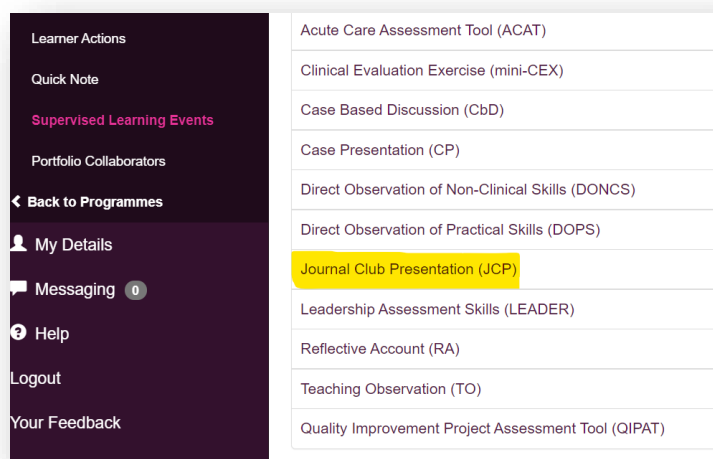 Learner Actions
Quick Note
Supervised Learning Events
Portfolio Collaborators
Back to Programmes
My Details
Messaging 0
Help
Logout
Your Feedback
Acute Care Assessment Tool (ACAT)
Clinical Evaluation Exercise (mini-CEX)
Case Based Discussion (CbD)
Case Presentation (CP)
Direct Observation of Non-Clinical Skills (DONCS)
Direct Observation of Practical Skills (DOPS)
Journal Club Presentation (JCP)
Leadership Assessment Skills (LEADER)
Reflective Account (RA)
Teaching Observation (TO)
Quality Improvement Project Assessment Tool (QIPAT)